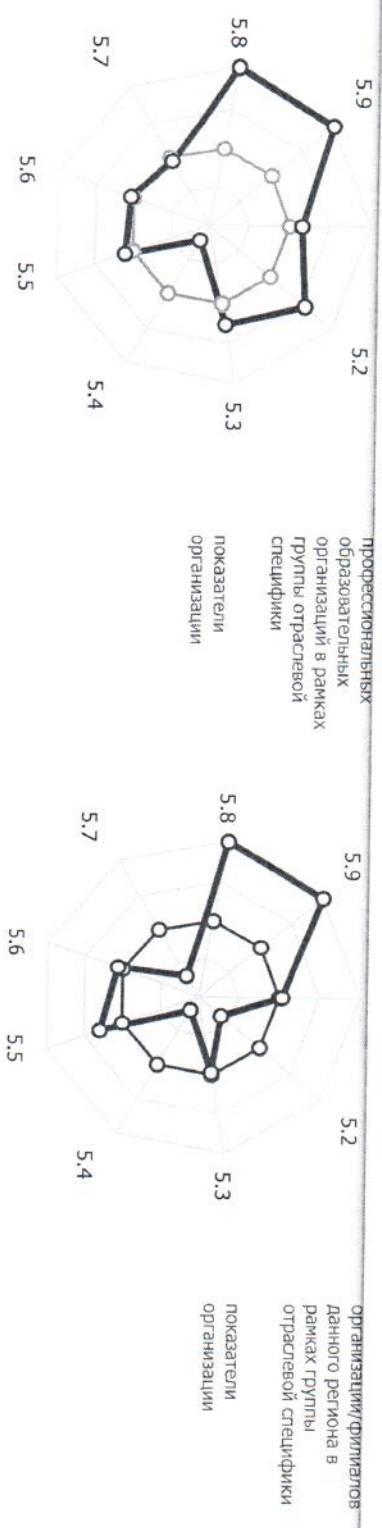 5.9
5.8
5.7
5.6
5.5
5.4
5.3
5.2
профессиональных
образовательных
организаций в рамках
группы отраслевой
специфики
показатели
организации
5.9
5.8
5.7
5.6
5.5
5.4
5.3
5.2
организаций/филиалов
данного региона в
рамках группы
отраслевой специфики
показатели
организации